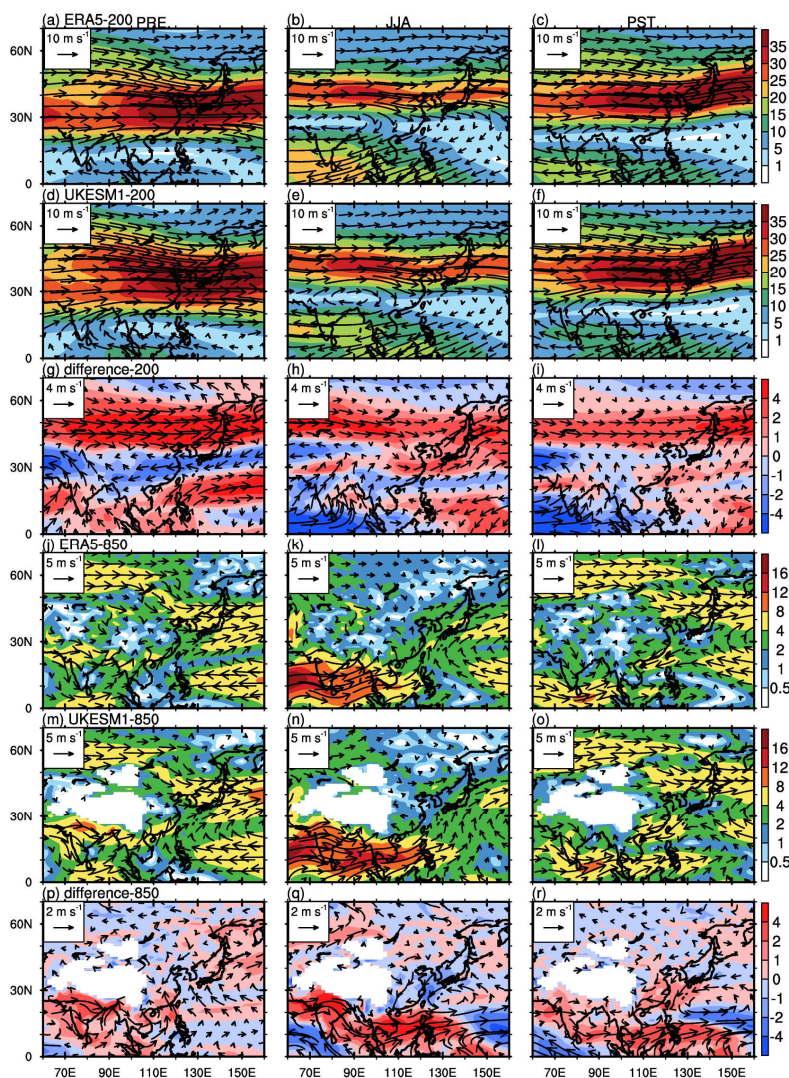 (a) ERA5-200 PRE (b) JJA (c) PST
10 m s⁻¹ 10 m s⁻¹ 10 m s⁻¹
60N
30N
0
35
30
25
20
15
10
5
1
(d) UKESM1-200 (e) (f)
10 m s⁻¹ 10 m s⁻¹ 10 m s⁻¹
60N
30N
0
35
30
25
20
15
10
5
1
(g) difference-200 (h) (i)
4 m s⁻¹ 4 m s⁻¹ 4 m s⁻¹
60N
30N
0
4
2
1
0
-1
-2
-4
(j) ERA5-850 (k) (l)
5 m s⁻¹ 5 m s⁻¹ 5 m s⁻¹
60N
30N
0
16
12
8
4
2
1
0.5
(m) UKESM1-850 (n) (o)
5 m s⁻¹ 5 m s⁻¹ 5 m s⁻¹
60N
30N
0
16
12
8
4
2
1
0.5
(p) difference-850 (q) (r)
2 m s⁻¹ 2 m s⁻¹ 2 m s⁻¹
60N
30N
0
4
2
1
0
-1
-2
-4
70E 90E 110E 130E 150E 70E 90E 110E 130E 150E 70E 90E 110E 130E 150E